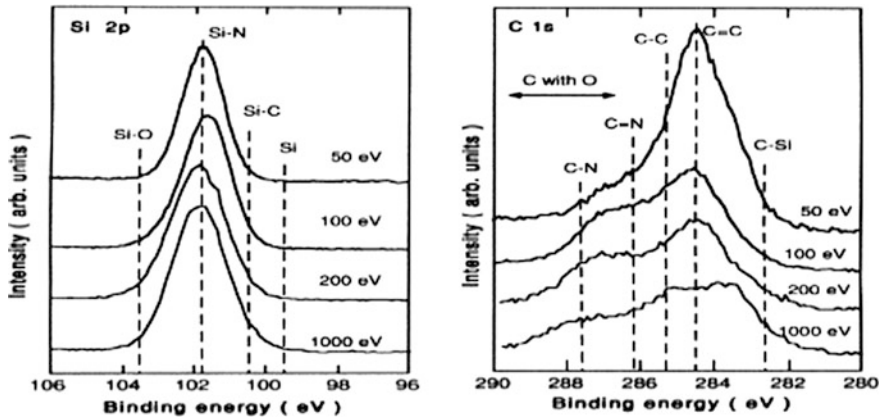 Si 2p
Si-N
Si-O
Si-C
Si
50 eV
100 eV
200 eV
1000 eV
Intensity ( arb. units )
106 104 102 100 98 96
Binding energy ( eV )
C 1s
C-C
C=C
C with O
C=N
C-N
C-Si
50 eV
100 eV
200 eV
1000 eV
Intensity ( arb. units )
290 288 286 284 282 280
Binding energy ( eV )